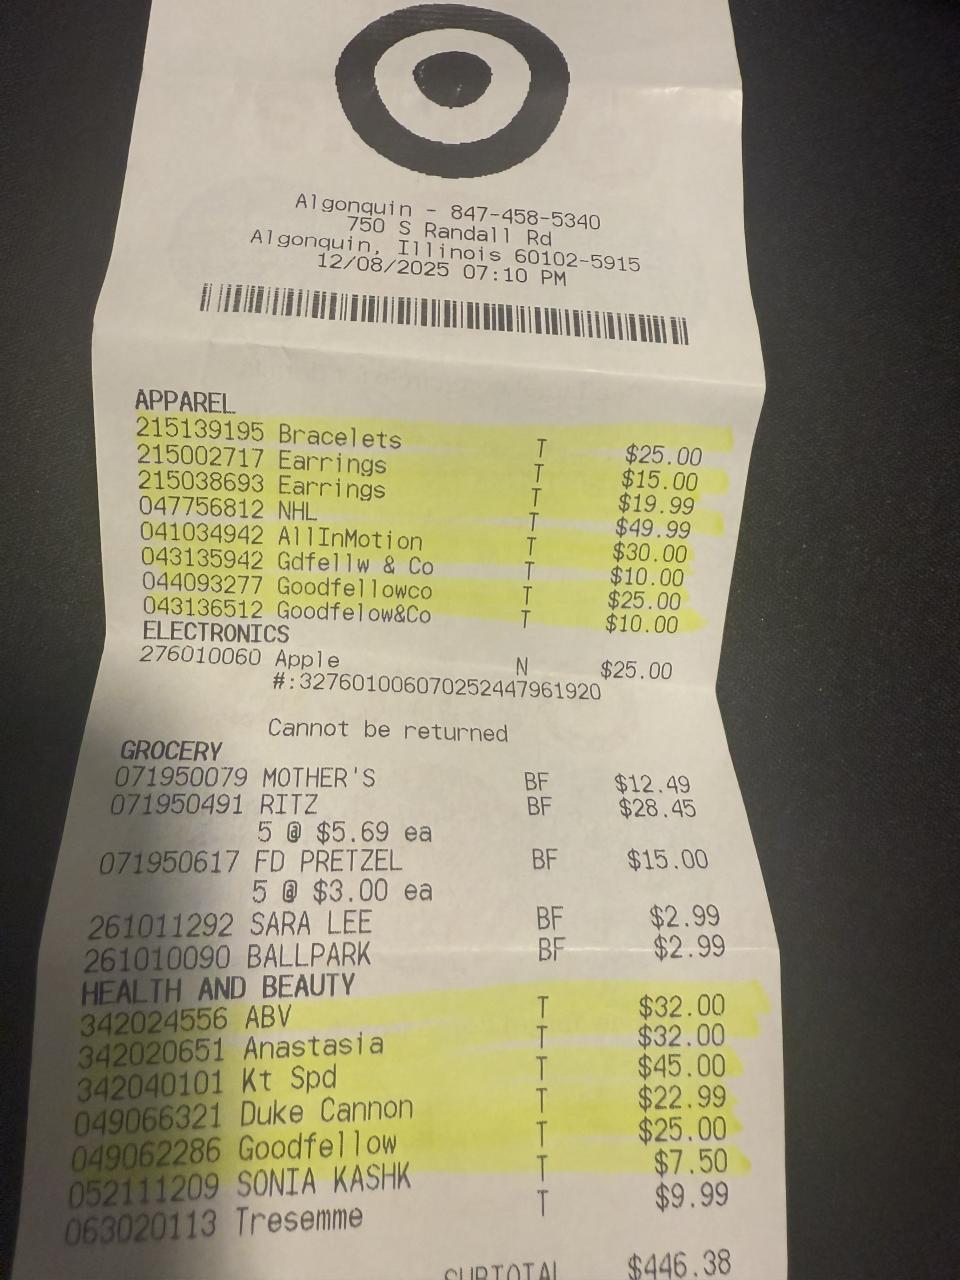 Algonquin - 847-458-5340
750 S Randall Rd
Algonquin, Illinois 60102-5915
12/08/2025 07:10 PM
APPAREL
215139195 Bracelets T $25.00
215002717 Earrings T $15.00
215038693 Earrings T $19.99
047756812 NHL T $49.99
041034942 AllInMotion T $30.00
043135942 Gdfellw & Co T $10.00
044093277 Goodfellowco T $25.00
043136512 Goodfelow&Co T $10.00
ELECTRONICS
276010060 Apple N $25.00
#:327601006070252447961920
Cannot be returned
GROCERY
071950079 MOTHER'S BF $12.49
071950491 RITZ BF $28.45
5 @ $5.69 ea
071950617 FD PRETZEL BF $15.00
5 @ $3.00 ea
261011292 SARA LEE BF $2.99
261010090 BALLPARK BF $2.99
HEALTH AND BEAUTY
342024556 ABV T $32.00
342020651 Anastasia T $32.00
342040101 Kt Spd T $45.00
049066321 Duke Cannon T $22.99
049062286 Goodfellow T $25.00
052111209 SONIA KASHK T $7.50
063020113 Tresemme T $9.99
SUBTOTAL $446.38